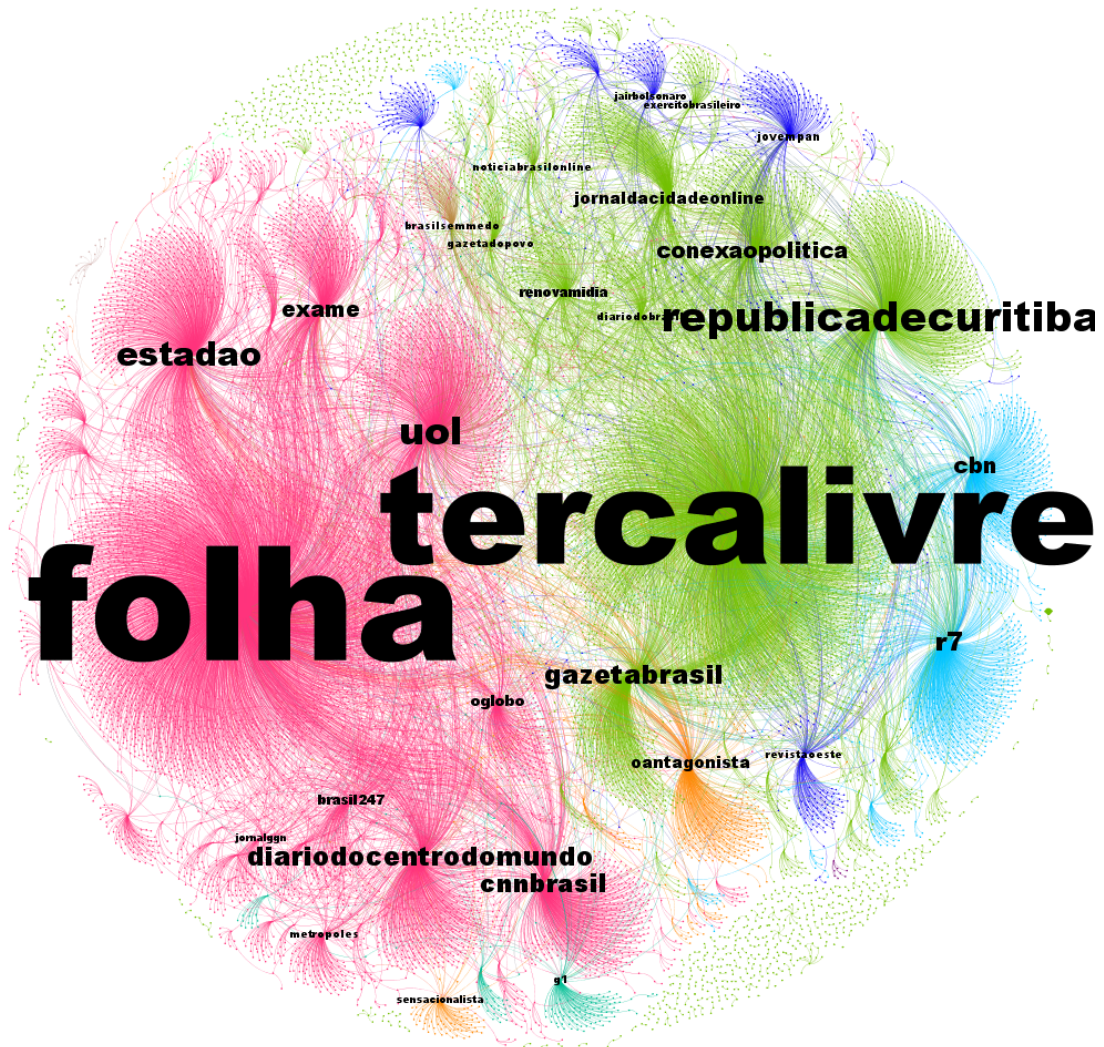 jairbolsonaro
exercitobrasileiro
jovempan
noticiabrasilonline
jornaldacidadeonline
brasilsemmedo
gazetadopovo
conexaopolitica
renovamidia
exame
diariodobrasil
republicadecuritiba
estadao
uol
cbn
tercalivre
folha
r7
gazetabrasil
oglobo
revistaoeste
oantagonista
brasil247
jornalggn
diariodocentrodomundo
cnnbrasil
metropoles
g1
sensacionalista